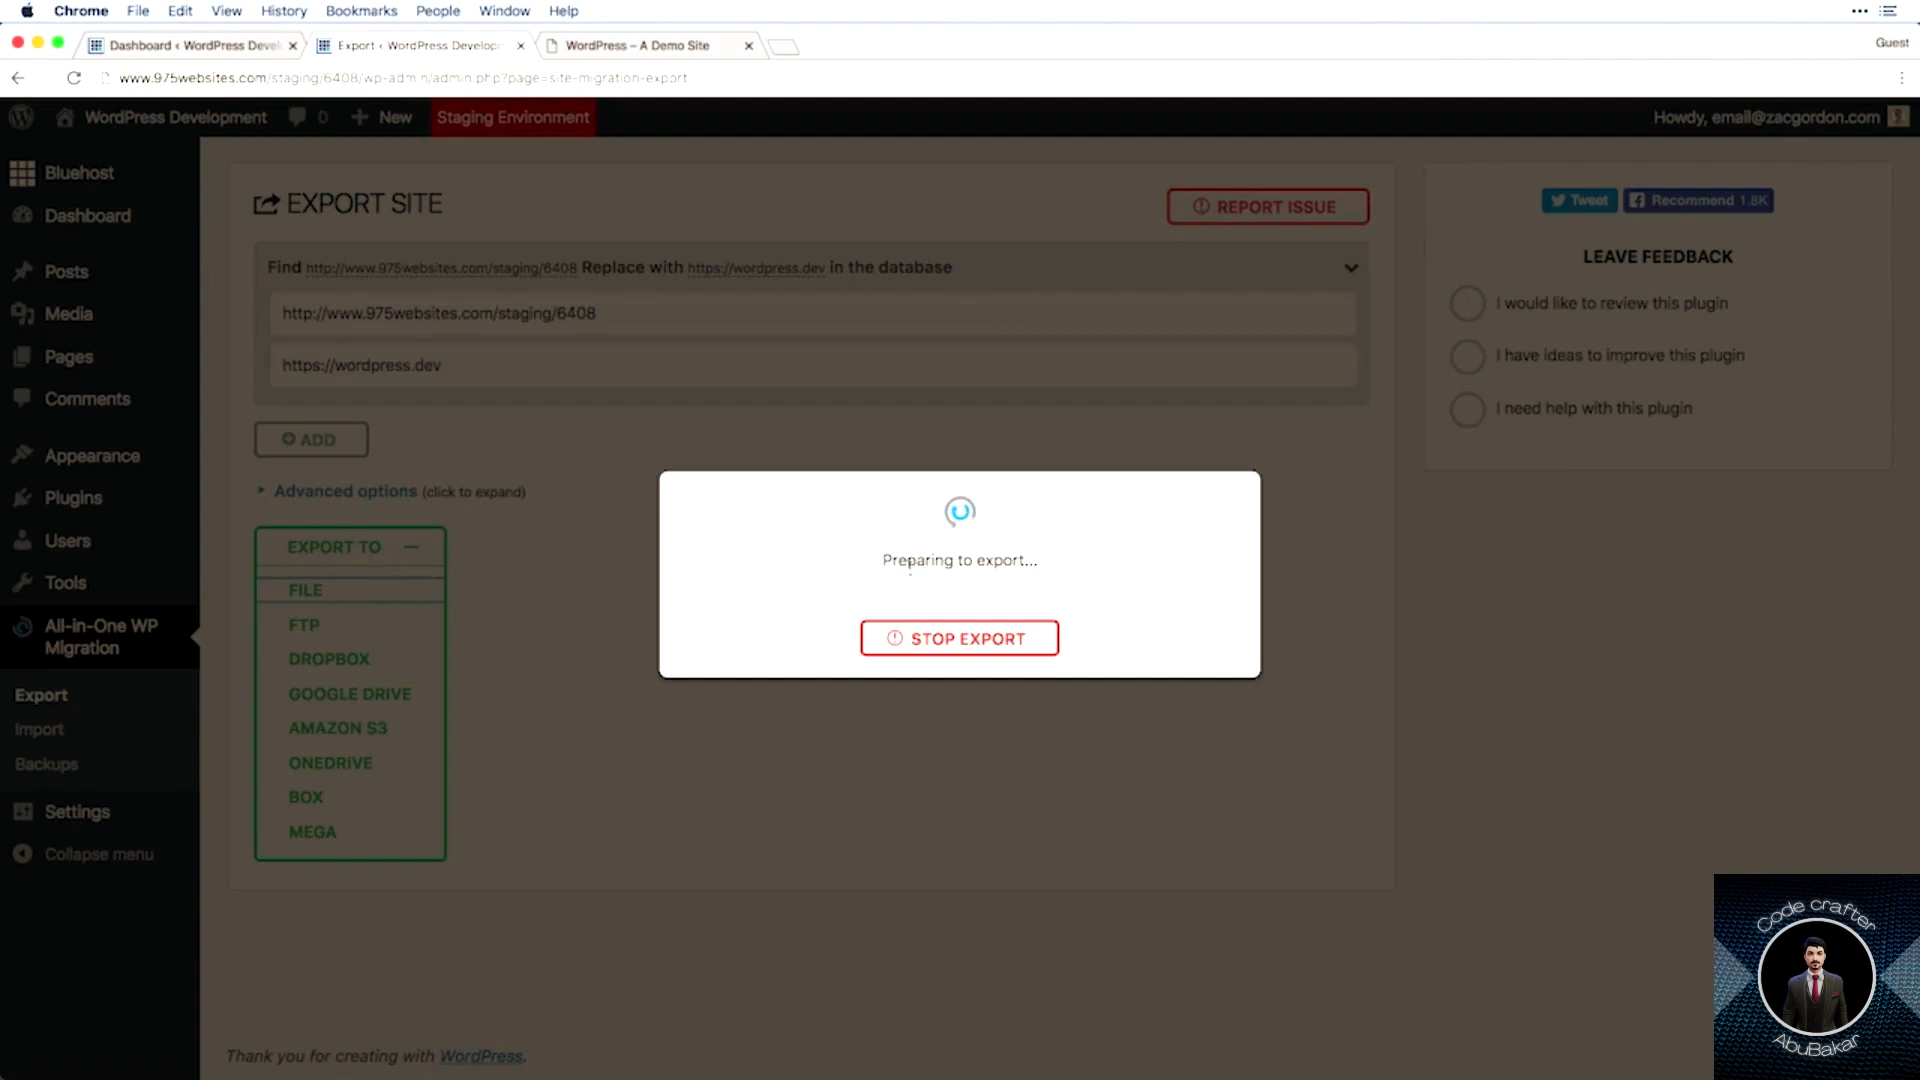 Chrome File Edit View History Bookmarks People Window Help
Dashboard ‹ WordPress Devel
Export ‹ WordPress Develop
WordPress – A Demo Site
Guest
www.975websites.com/staging/6408/wp-admin/admin.php?page=site-migration-export
WordPress Development 0 New Staging Environment
Howdy, email@zacgordon.com
Bluehost
Dashboard
Posts
Media
Pages
Comments
Appearance
Plugins
Users
Tools
All-in-One WP
Migration
Export
Import
Backups
Settings
Collapse menu
EXPORT SITE
REPORT ISSUE
Find http://www.975websites.com/staging/6408 Replace with https://wordpress.dev in the database
http://www.975websites.com/staging/6408
https://wordpress.dev
ADD
Advanced options (click to expand)
EXPORT TO
FILE
FTP
DROPBOX
GOOGLE DRIVE
AMAZON S3
ONEDRIVE
BOX
MEGA
Preparing to export...
STOP EXPORT
Tweet
Recommend 1.8K
LEAVE FEEDBACK
I would like to review this plugin
I have ideas to improve this plugin
I need help with this plugin
Thank you for creating with WordPress.
Code crafter
AbuBakar